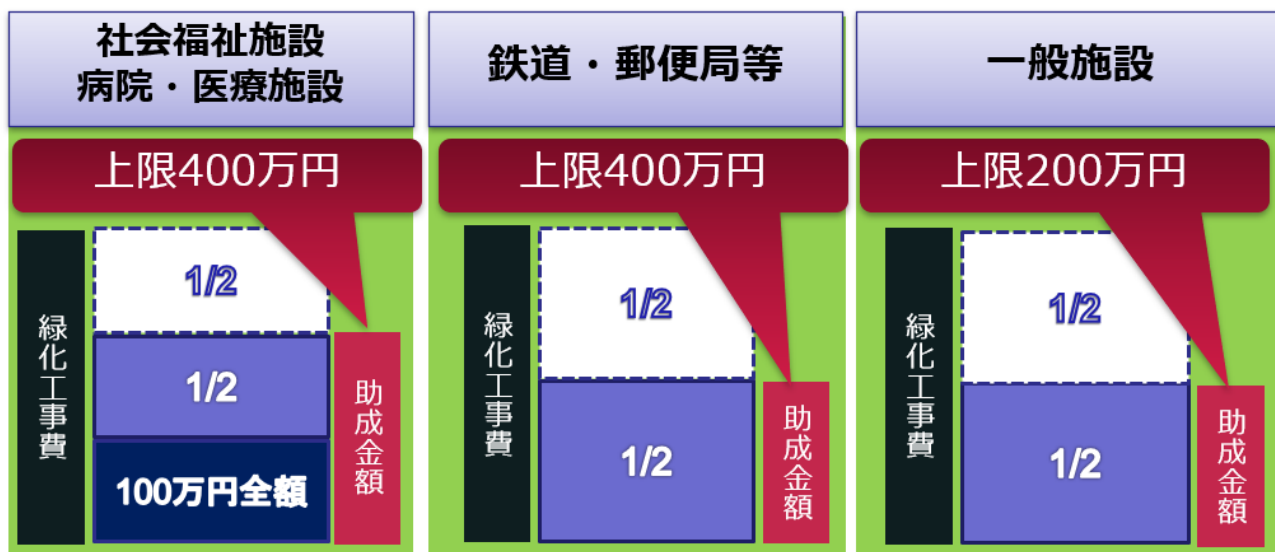 社会福祉施設
病院・医療施設
上限400万円
緑化工事費
1/2
1/2
100万円全額
助成金額
鉄道・郵便局等
上限400万円
緑化工事費
1/2
1/2
助成金額
一般施設
上限200万円
緑化工事費
1/2
1/2
助成金額